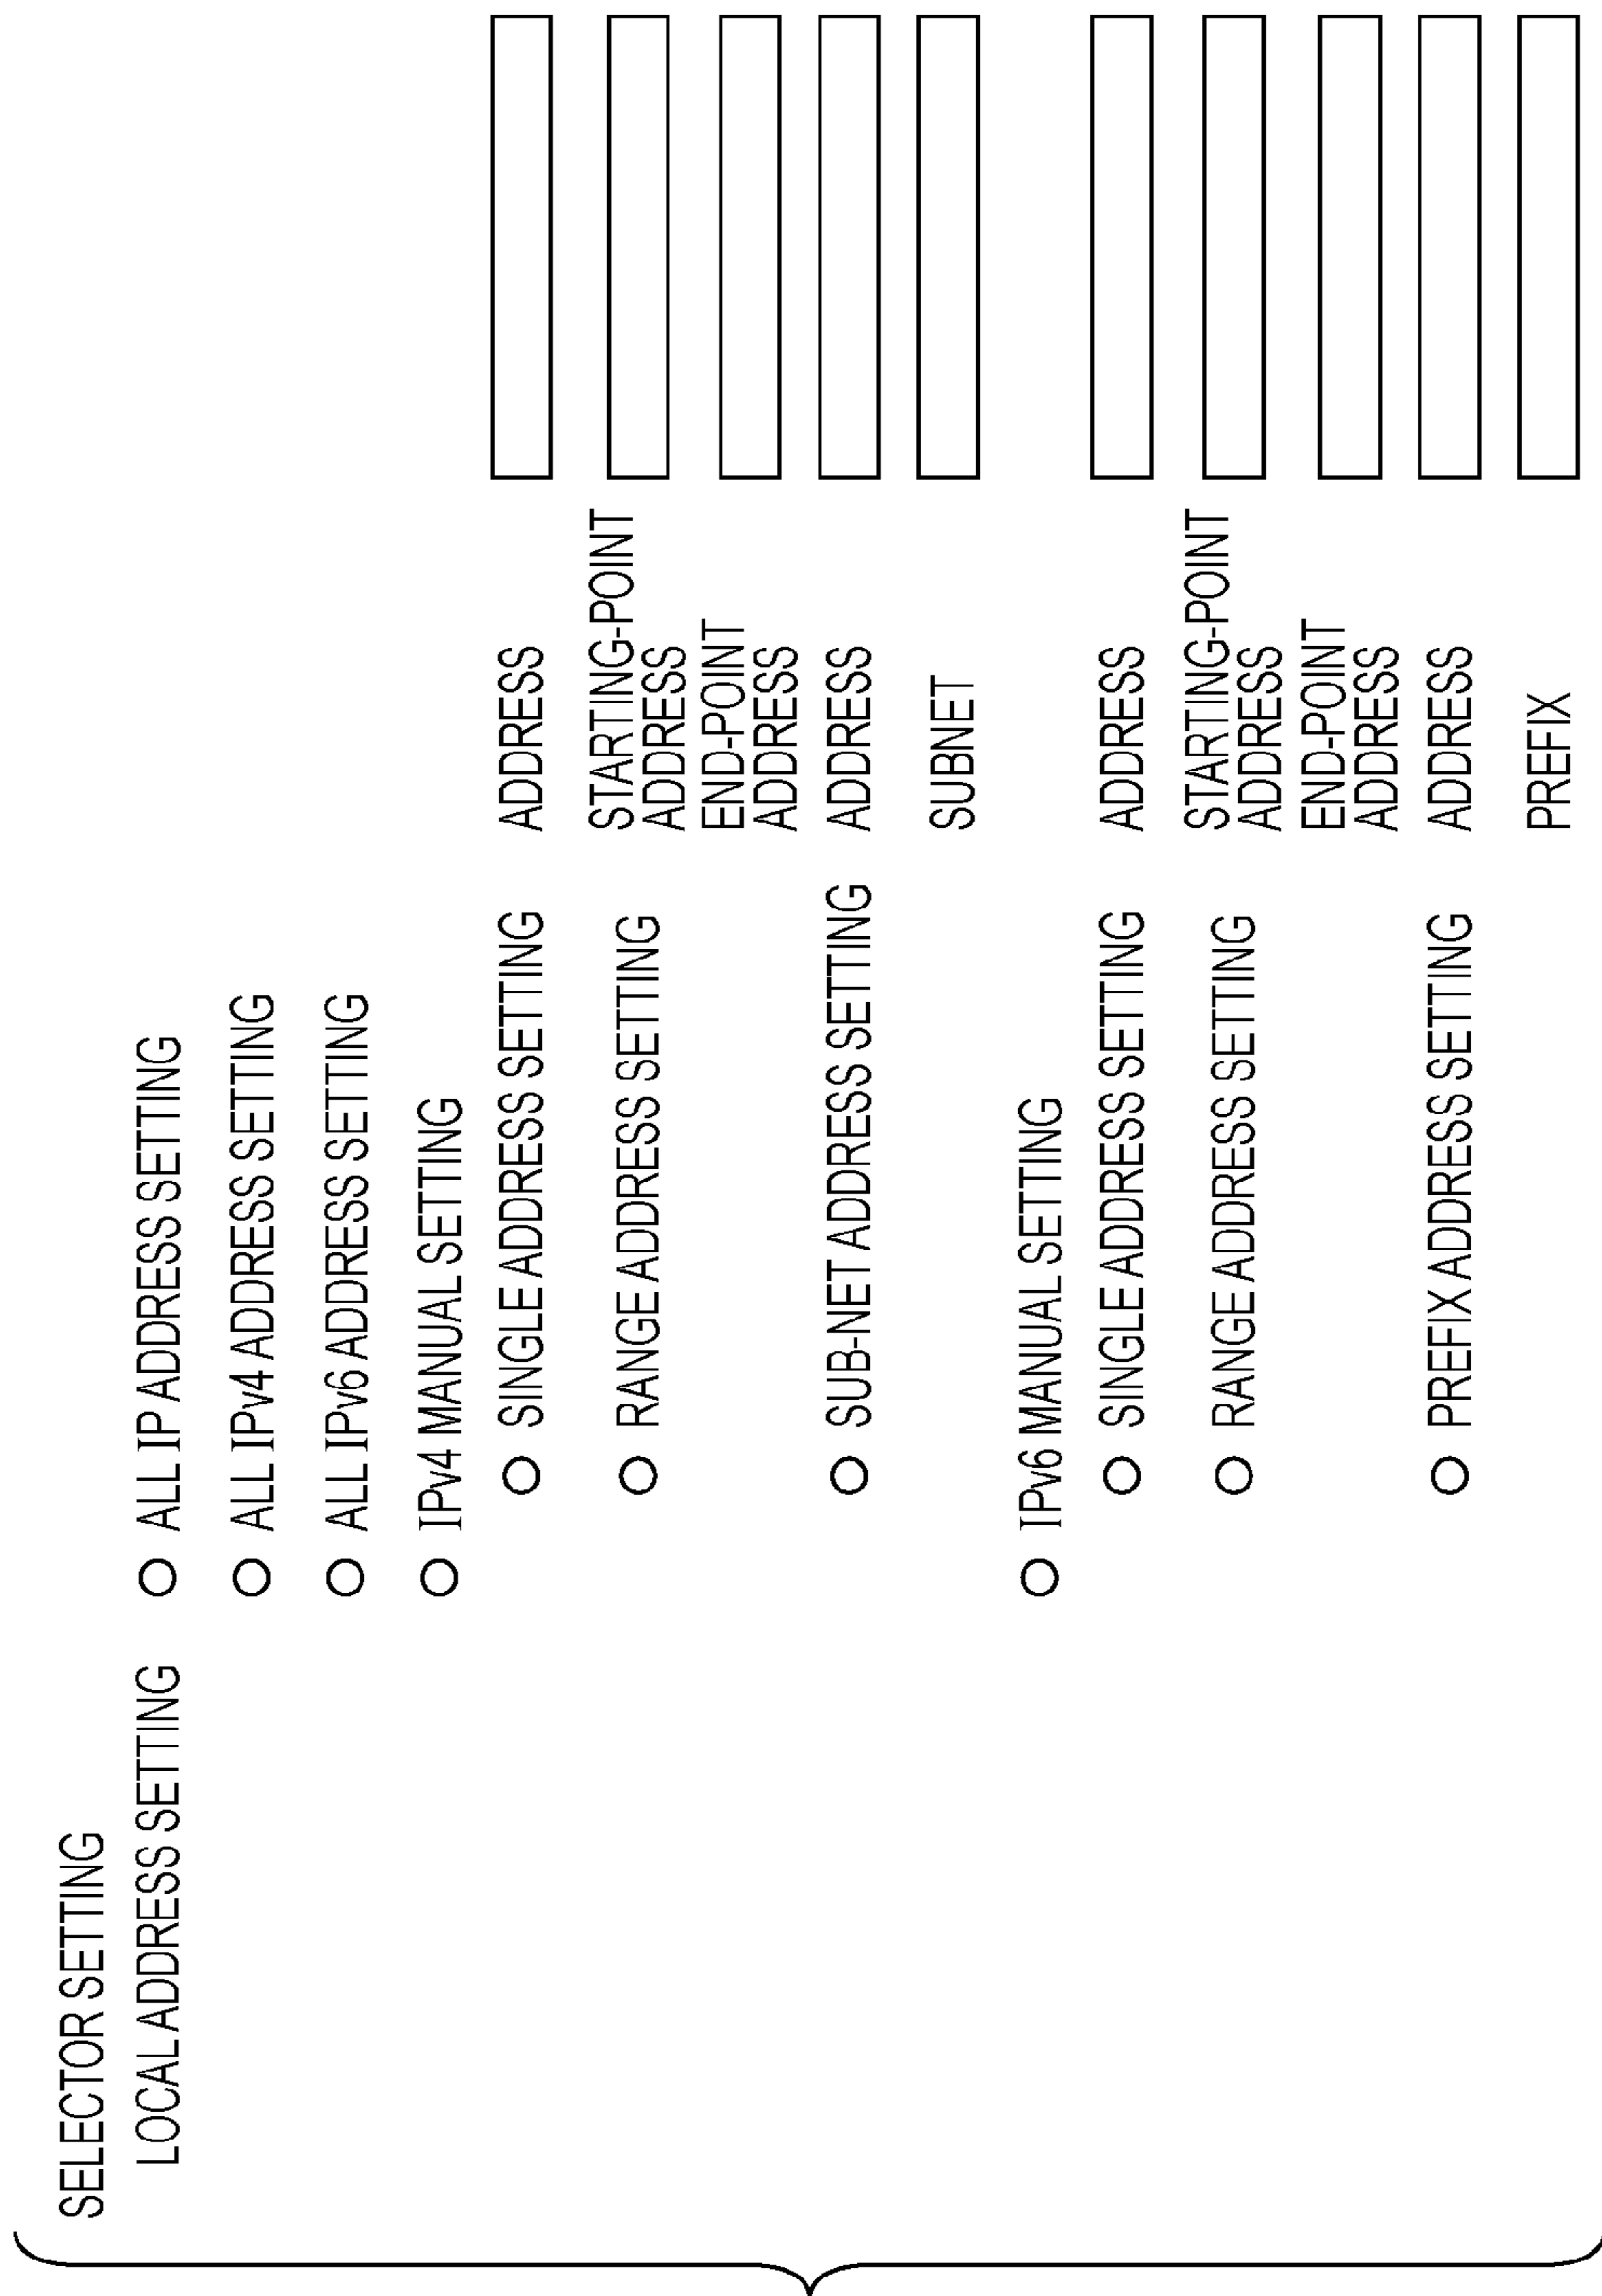 SELECTOR SETTING
LOCAL ADDRESS SETTING
ALL IP ADDRESS SETTING
ALL IPv4 ADDRESS SETTING
ALL IPv6 ADDRESS SETTING
IPv4 MANUAL SETTING
SINGLE ADDRESS SETTING
ADDRESS
RANGE ADDRESS SETTING
STARTING-POINT
ADDRESS
END-POINT
ADDRESS
SUB-NET ADDRESS SETTING
ADDRESS
SUBNET
IPv6 MANUAL SETTING
SINGLE ADDRESS SETTING
ADDRESS
RANGE ADDRESS SETTING
STARTING-POINT
ADDRESS
END-POINT
ADDRESS
PREFIX ADDRESS SETTING
ADDRESS
PREFIX